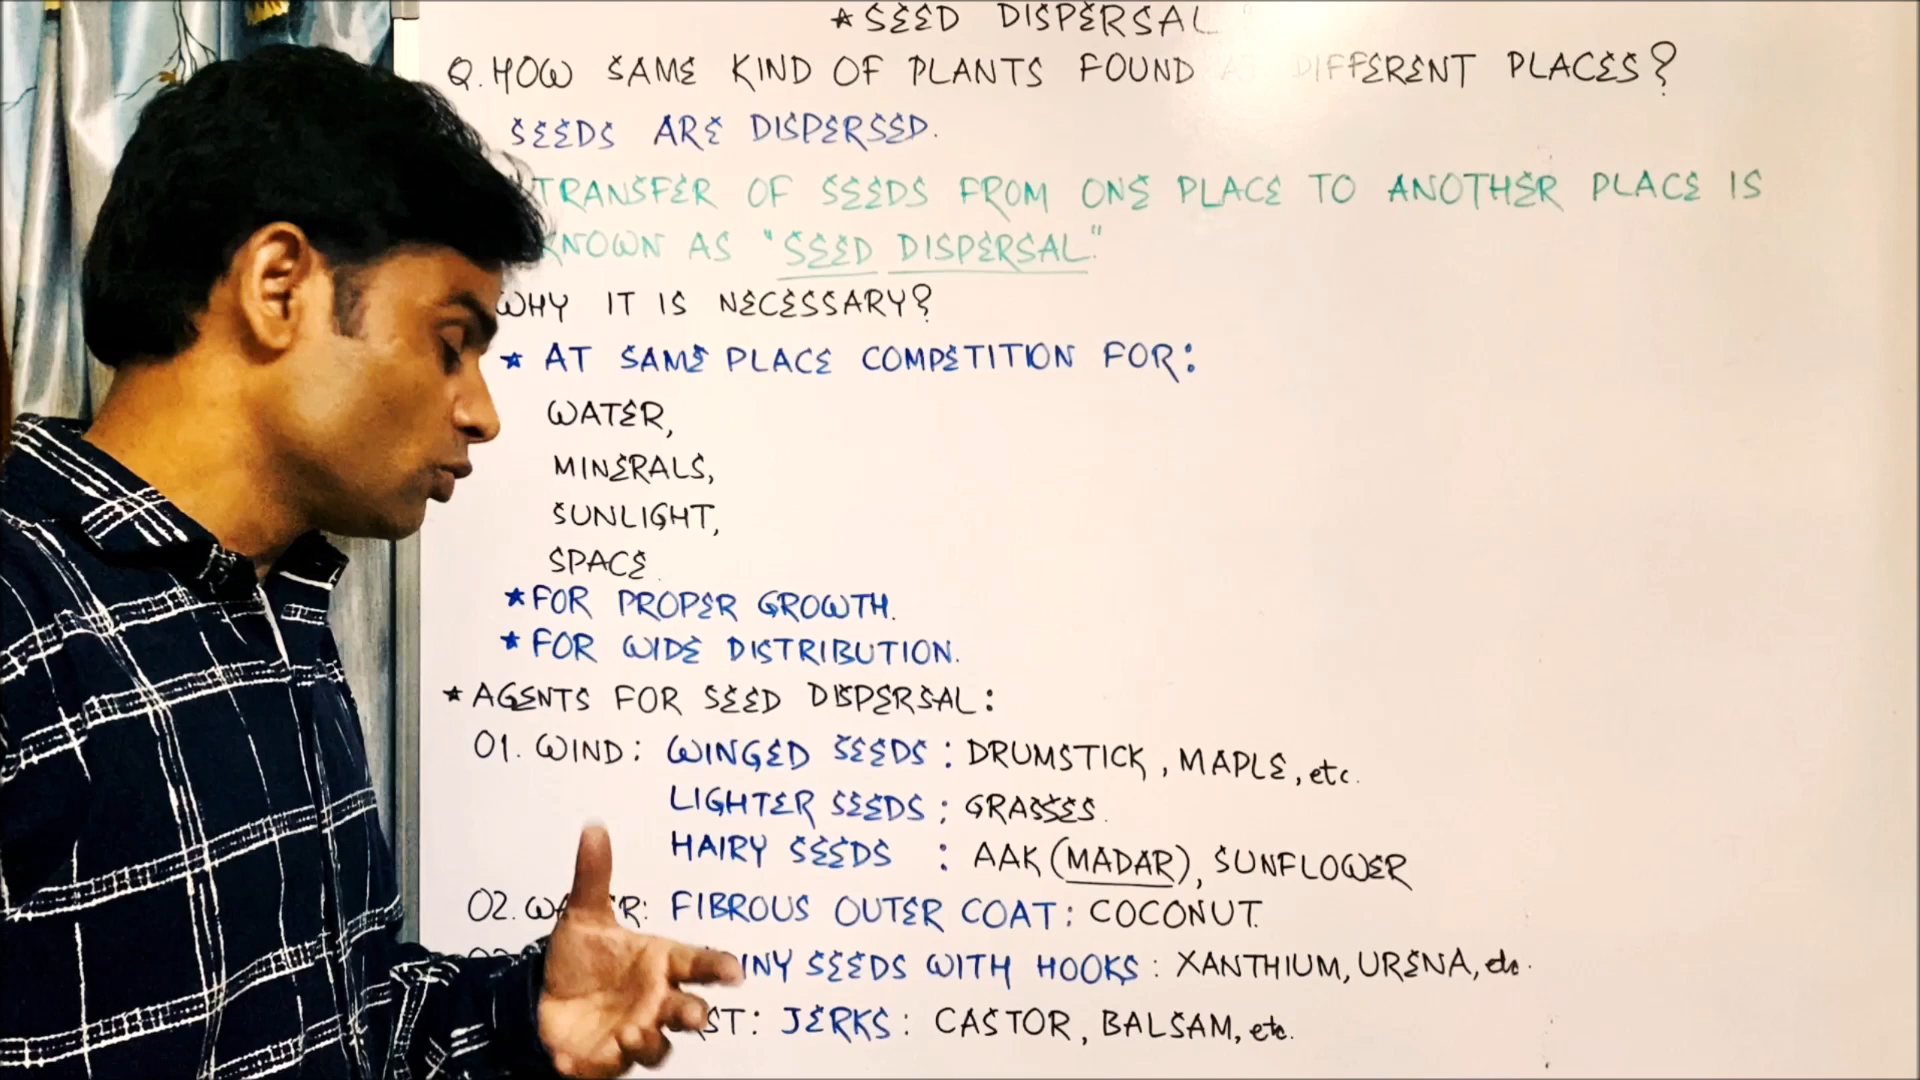 * SEED DISPERSAL
Q. HOW SAME KIND OF PLANTS FOUND AT DIFFERENT PLACES?
SEEDS ARE DISPERSED.
TRANSFER OF SEEDS FROM ONE PLACE TO ANOTHER PLACE IS
KNOWN AS "SEED DISPERSAL."
WHY IT IS NECESSARY?
* AT SAME PLACE COMPETITION FOR:
WATER,
MINERALS,
SUNLIGHT,
SPACE.
* FOR PROPER GROWTH.
* FOR WIDE DISTRIBUTION.
* AGENTS FOR SEED DISPERSAL:
01. WIND: WINGED SEEDS: DRUMSTICK, MAPLE, etc.
LIGHTER SEEDS: GRASSES.
HAIRY SEEDS : AAK (MADAR), SUNFLOWER
02. FIBROUS OUTER COAT: COCONUT.
SEEDS WITH HOOKS: XANTHIUM, URENA, etc.
JERKS: CASTOR, BALSAM, etc.